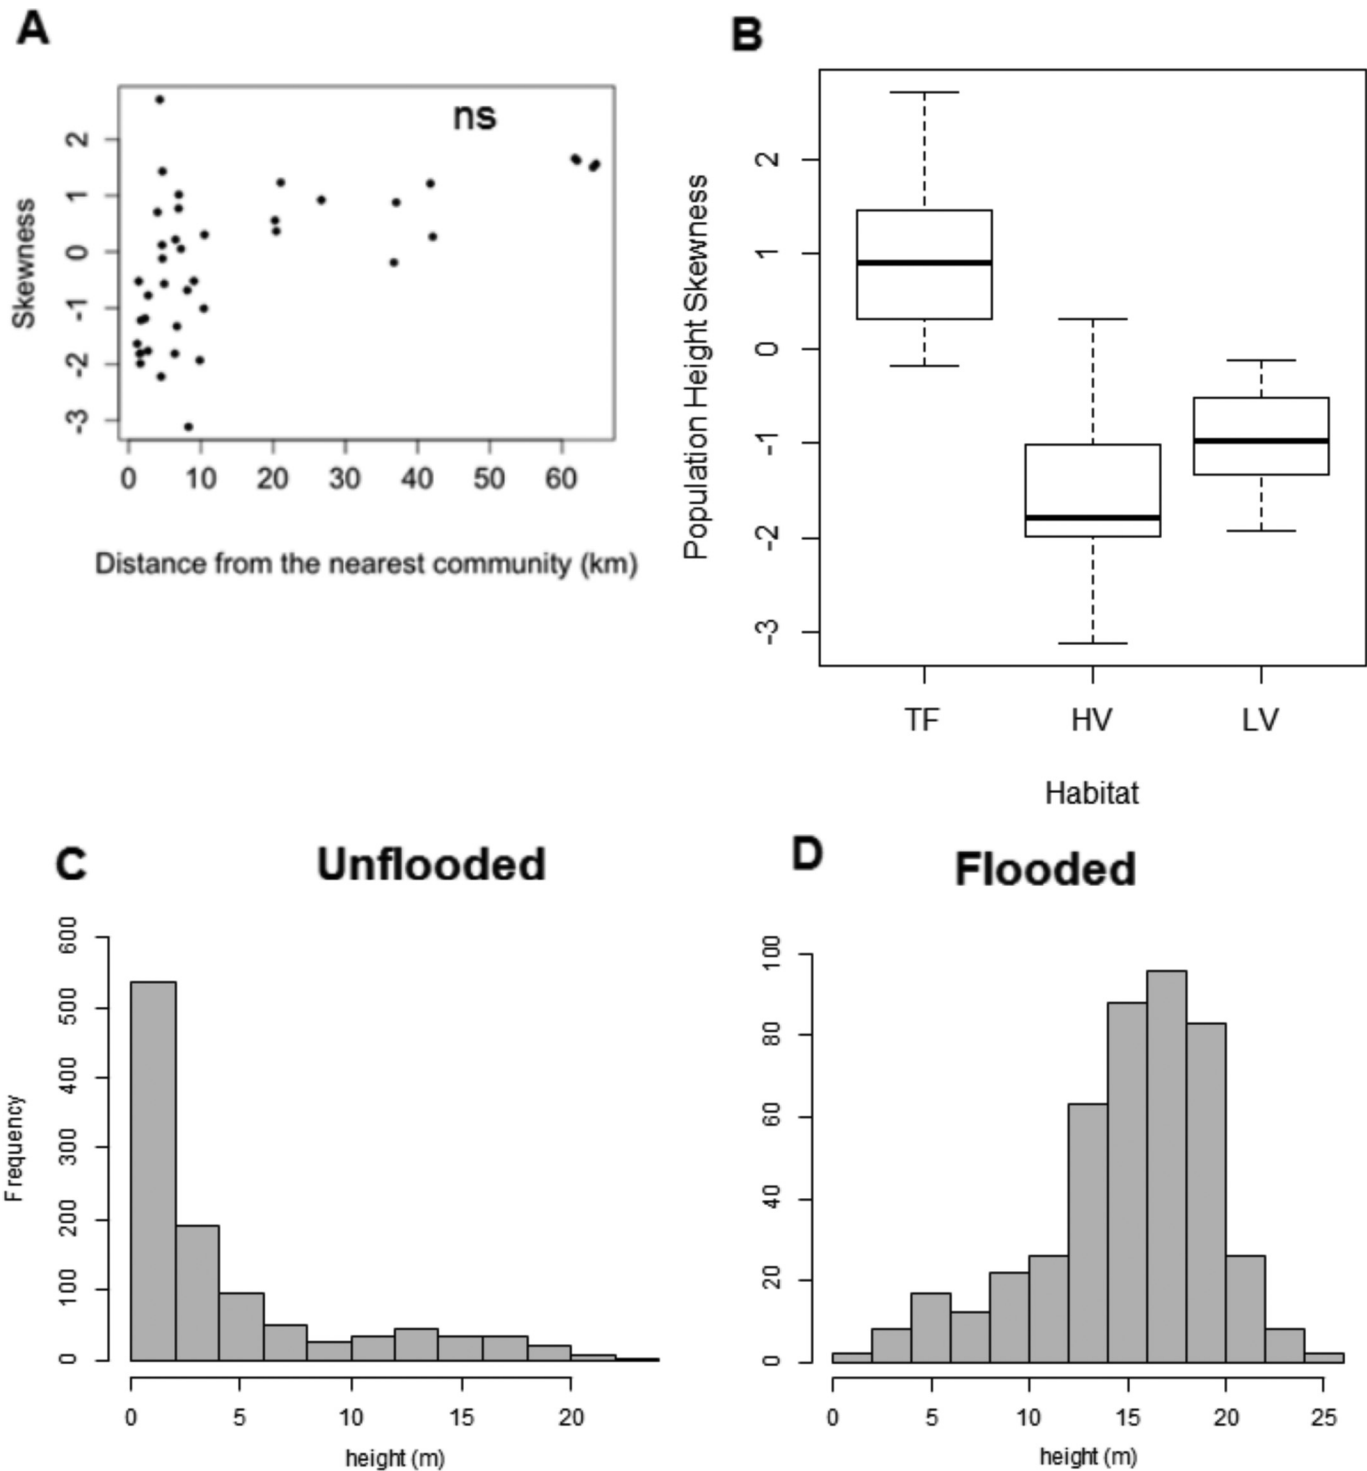 A
ns
2
1
0
-1
-2
-3
Skewness
0 10 20 30 40 50 60
Distance from the nearest community (km)
B
2
1
0
-1
-2
-3
Population Height Skewness
TF HV LV
Habitat
C
Unflooded
600
500
400
300
200
100
0
Frequency
0 5 10 15 20
height (m)
D
Flooded
100
80
60
40
20
0
0 5 10 15 20 25
height (m)